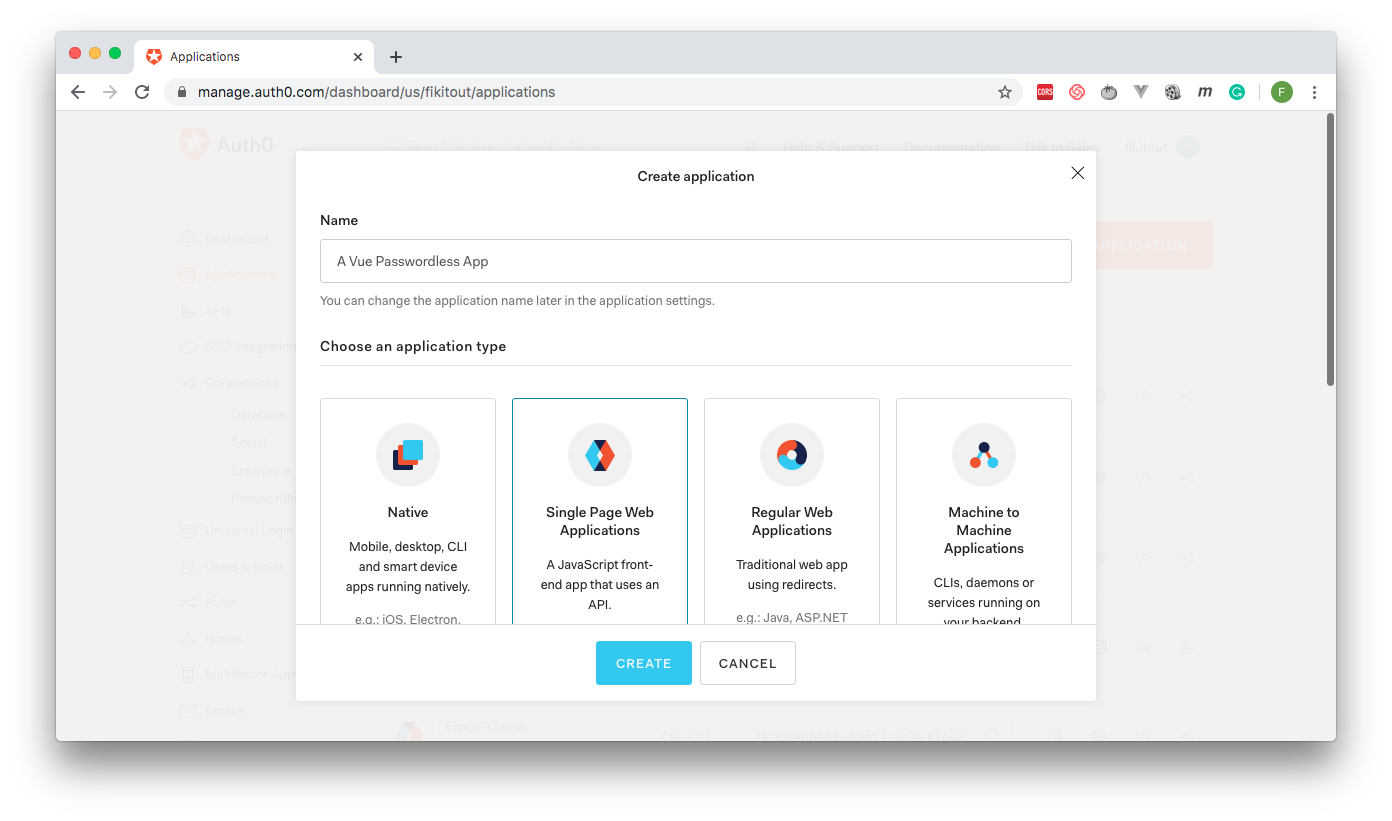 Applications
manage.auth0.com/dashboard/us/fikitout/applications
CORS
m
G
F
Auth0
Help & Support
Documentation
Talk to Sales
fikitout
Create application
Name
A Vue Passwordless App
You can change the application name later in the application settings.
Choose an application type
APPLICATION
Dashboard
Applications
APIs
SSO Integration
Connections
Database
Social
Enterprise
Passwordle
Universal Login
Users & Roles
Rules
Hooks
Multifactor Auth
Emails
Native
Mobile, desktop, CLI
and smart device
apps running natively.
e.g.: iOS, Electron,
Single Page Web
Applications
A JavaScript front-
end app that uses an
API.
Regular Web
Applications
Traditional web app
using redirects.
e.g.: Java, ASP.NET
Machine to
Machine
Applications
CLIs, daemons or
services running on
your backend
CREATE
CANCEL
Emoji-Game
Client ID